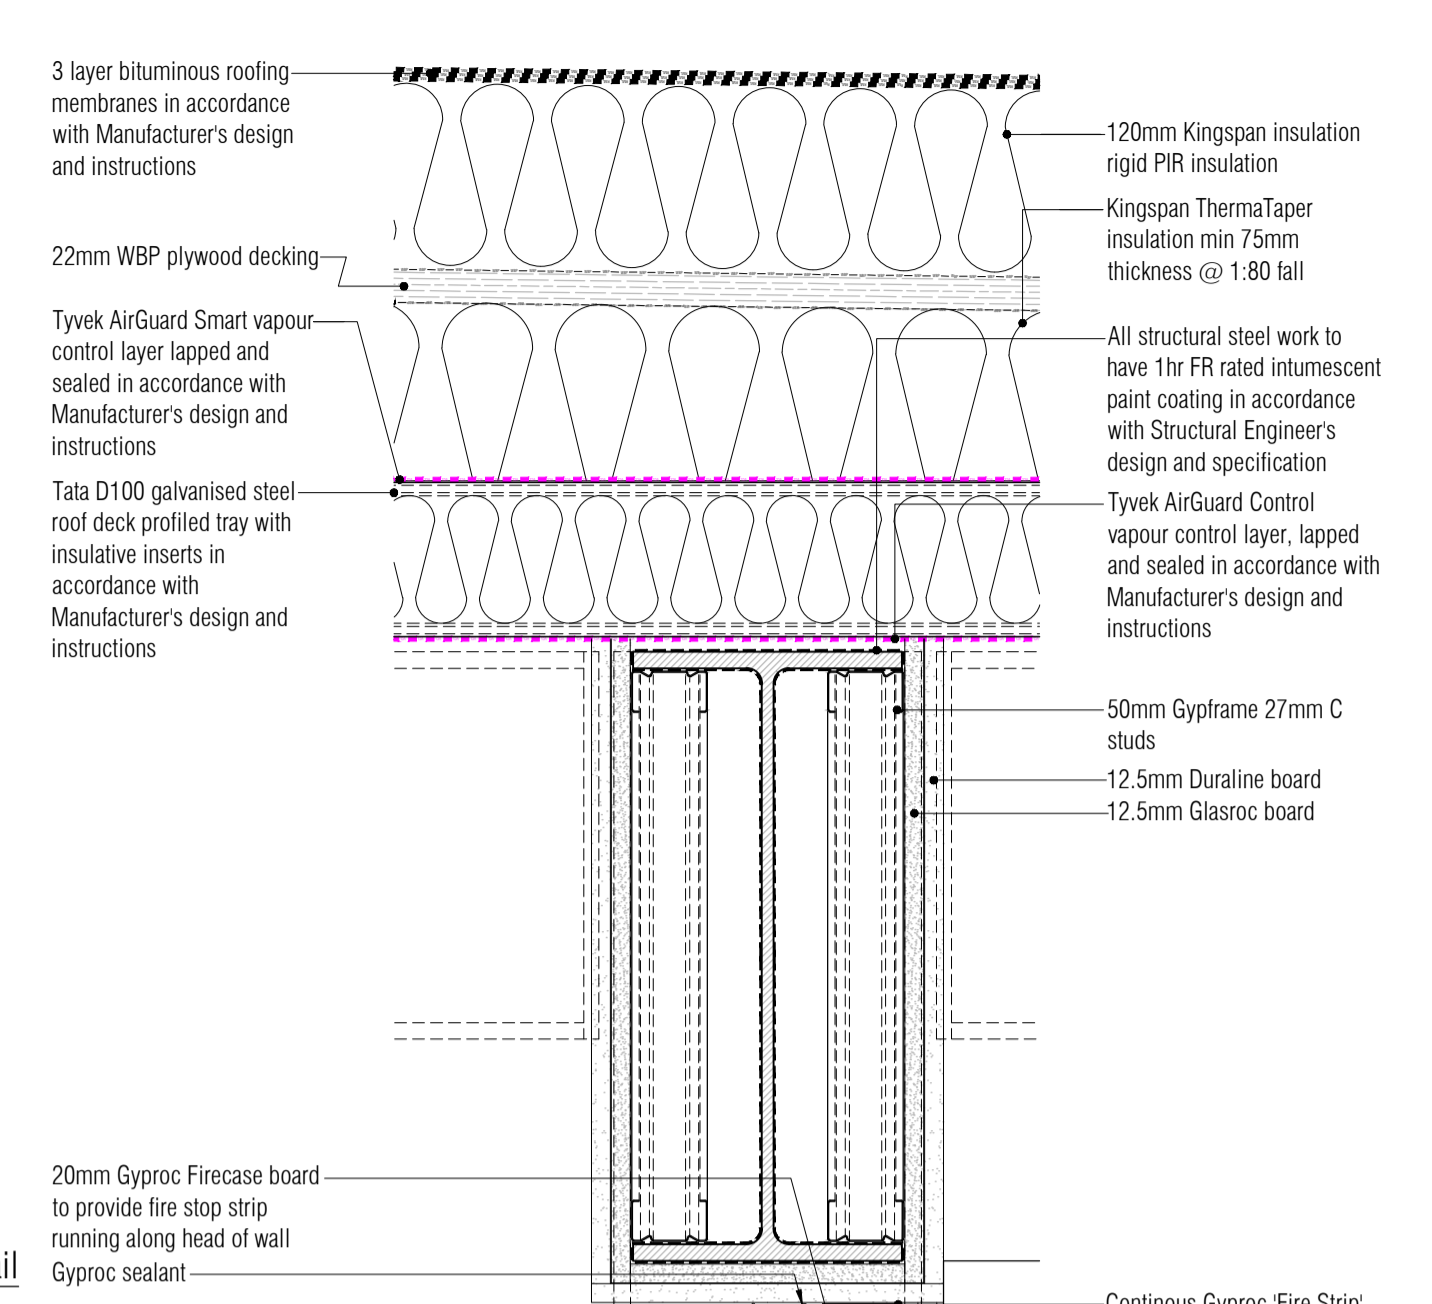 3 layer bituminous roofing
membranes in accordance
with Manufacturer's design
and instructions
22mm WBP plywood decking
Tyvek AirGuard Smart vapour
control layer lapped and
sealed in accordance with
Manufacturer's design and
instructions
Tata D100 galvanised steel
roof deck profiled tray with
insulative inserts in
accordance with
Manufacturer's design and
instructions
20mm Gyproc Firecase board
to provide fire stop strip
running along head of wall
Gyproc sealant
120mm Kingspan insulation
rigid PIR insulation
Kingspan ThermaTaper
insulation min 75mm
thickness @ 1:80 fall
All structural steel work to
have 1hr FR rated intumescent
paint coating in accordance
with Structural Engineer's
design and specification
Tyvek AirGuard Control
vapour control layer, lapped
and sealed in accordance with
Manufacturer's design and
instructions
50mm Gypframe 27mm C
studs
12.5mm Duraline board
12.5mm Glasroc board
Continous Gyproc 'Fire Strip'